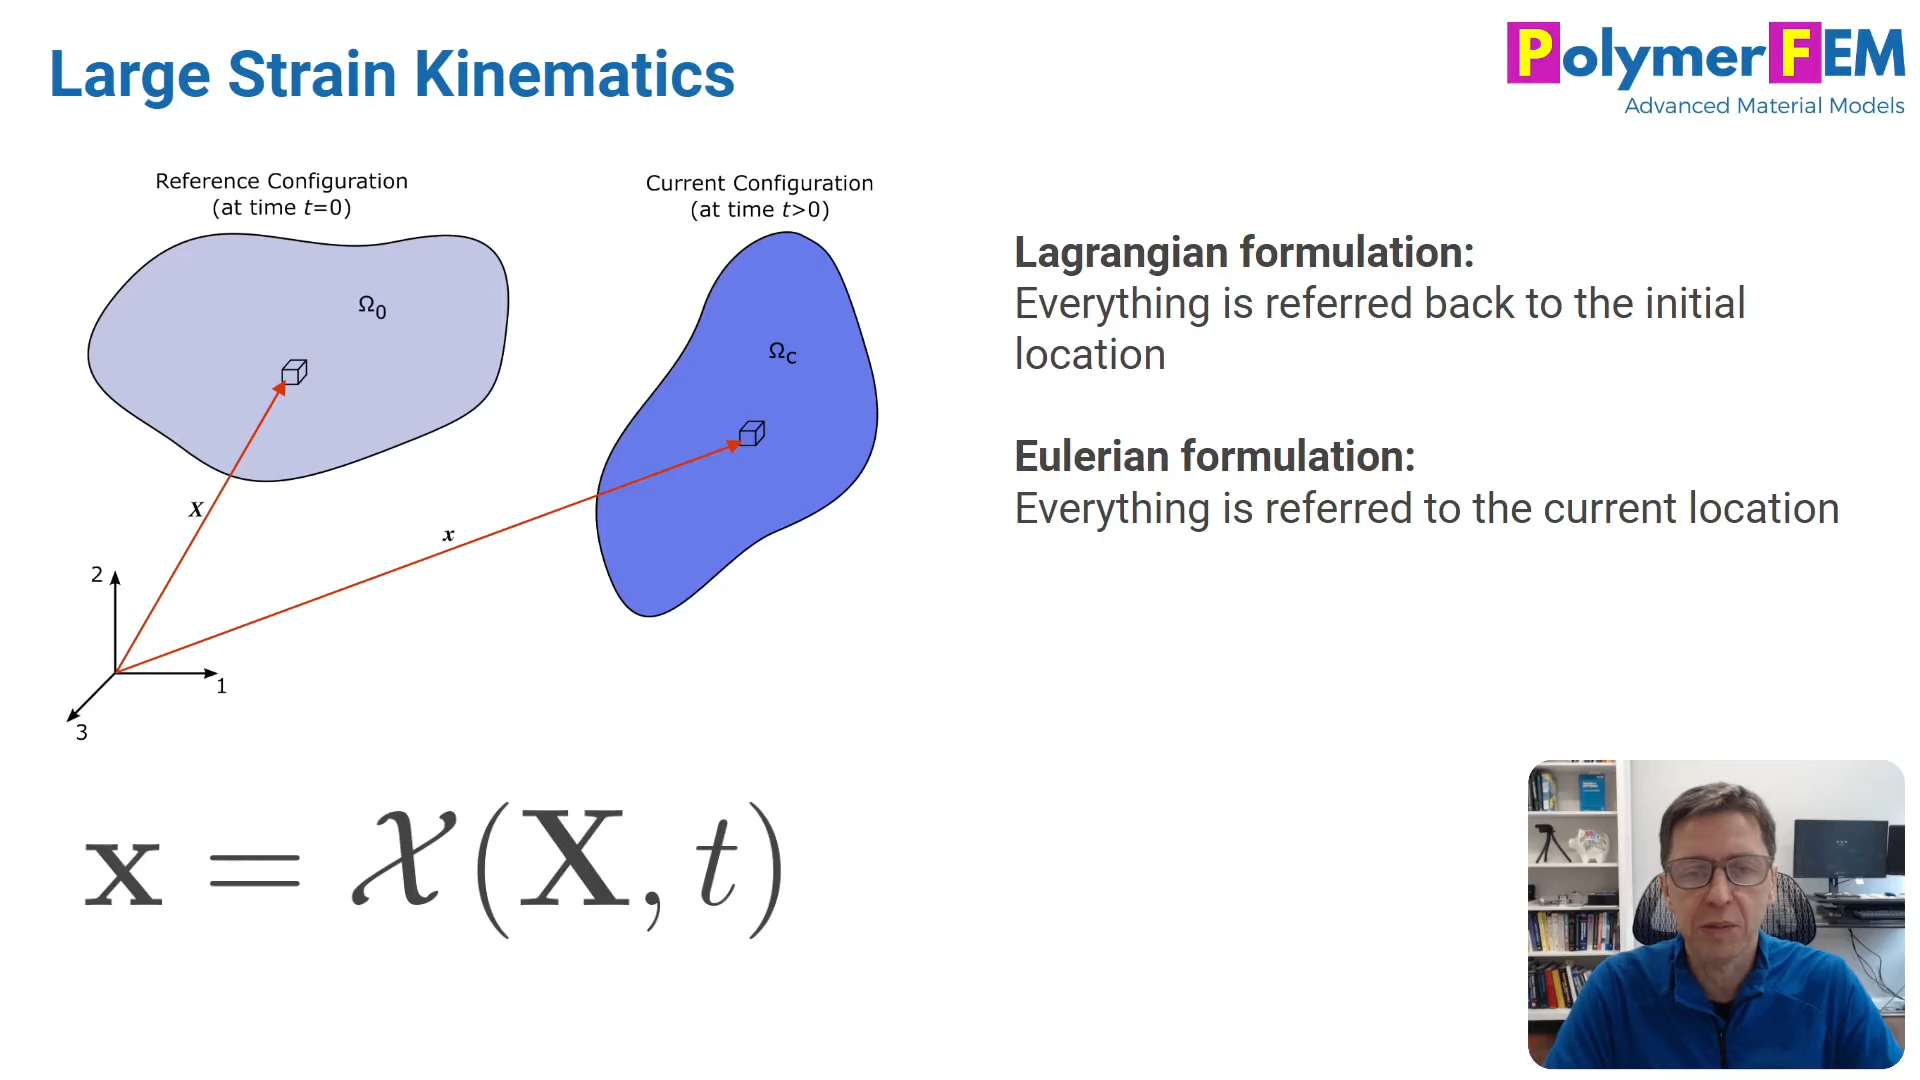 Large Strain Kinematics
PolymerFEM
Advanced Material Models
Reference Configuration
(at time t=0)
Current Configuration
(at time t>0)
Ω₀
Ω_C
X
x
2
1
3
Lagrangian formulation:
Everything is referred back to the initial
location
Eulerian formulation:
Everything is referred to the current location
𝐱 = 𝒳(𝐗, t)